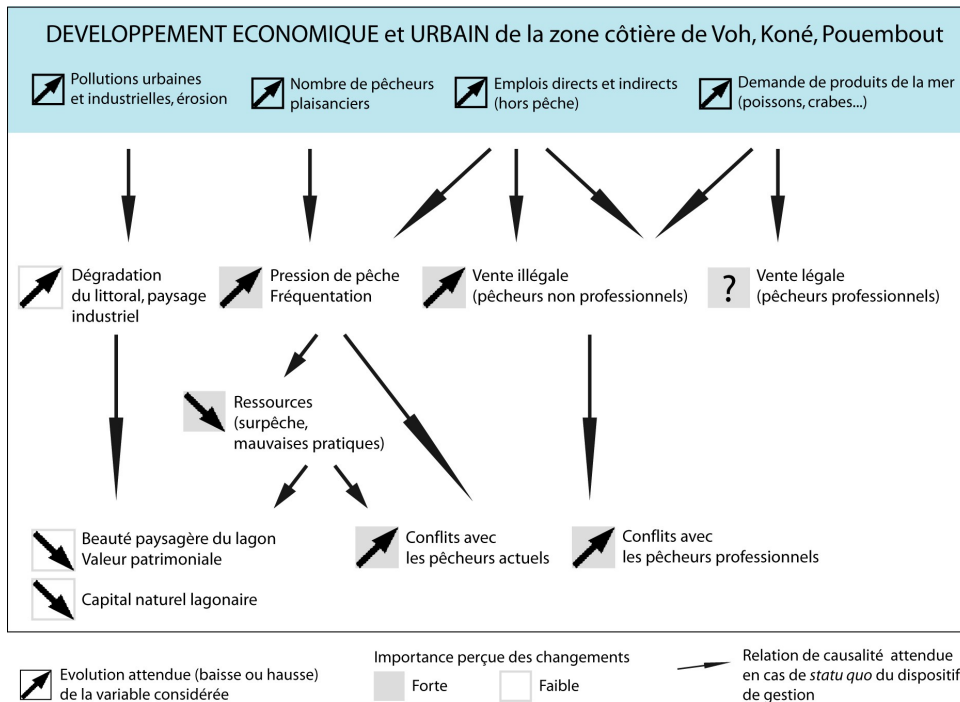 DEVELOPPEMENT ECONOMIQUE et URBAIN de la zone côtière de Voh, Koné, Pouembout
Pollutions urbaines
et industrielles, érosion
Nombre de pêcheurs
plaisanciers
Emplois directs et indirects
(hors pêche)
Demande de produits de la mer
(poissons, crabes...)
Dégradation
du littoral, paysage
industriel
Pression de pêche
Fréquentation
Vente illégale
(pêcheurs non professionnels)
?
Vente légale
(pêcheurs professionnels)
Ressources
(surpêche,
mauvaises pratiques)
Beauté paysagère du lagon
Valeur patrimoniale
Capital naturel lagonaire
Conflits avec
les pêcheurs actuels
Conflits avec
les pêcheurs professionnels
Evolution attendue (baisse ou hausse)
de la variable considérée
Importance perçue des changements
Forte
Faible
Relation de causalité attendue
en cas de statu quo du dispositif
de gestion